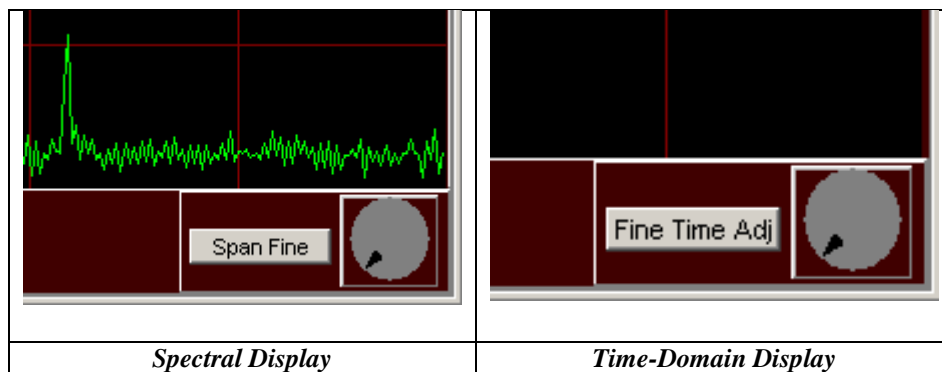 Span Fine
Fine Time Adj
Spectral Display
Time-Domain Display